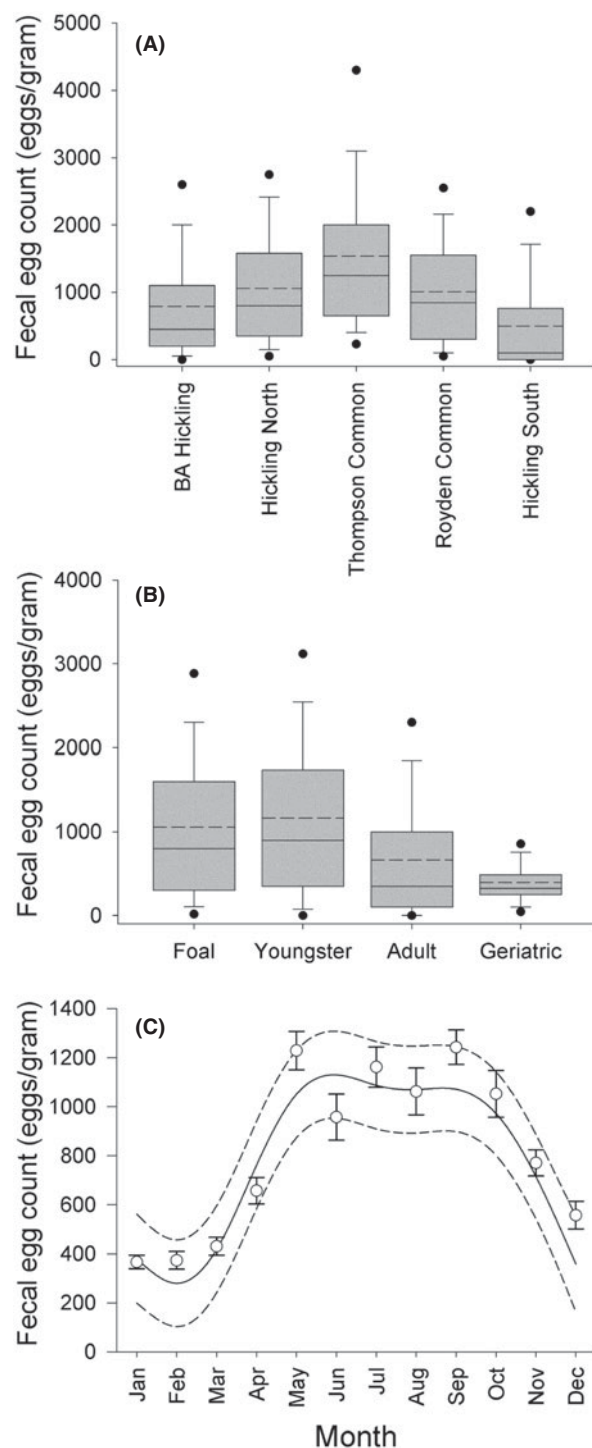 (A)
Fecal egg count (eggs/gram)
5000
4000
3000
2000
1000
0
BA Hickling
Hickling North
Thompson Common
Royden Common
Hickling South
(B)
Fecal egg count (eggs/gram)
4000
3000
2000
1000
0
Foal Youngster Adult Geriatric
(C)
Fecal egg count (eggs/gram)
1400
1200
1000
800
600
400
200
0
Jan
Feb
Mar
Apr
May
Jun
Jul
Aug
Sep
Oct
Nov
Dec
Month